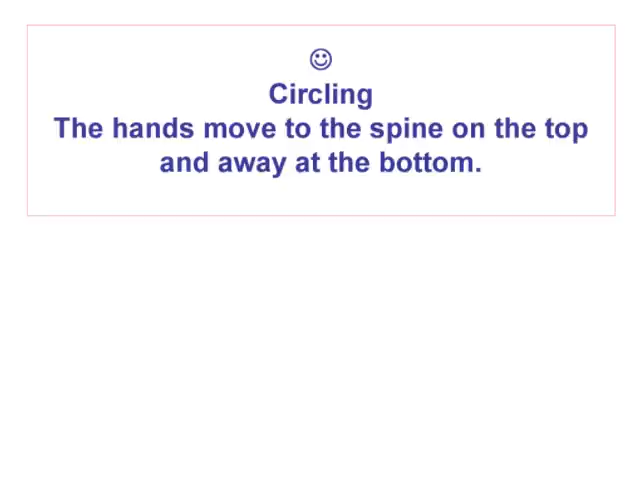 ☺
Circling
The hands move to the spine on the top
and away at the bottom.